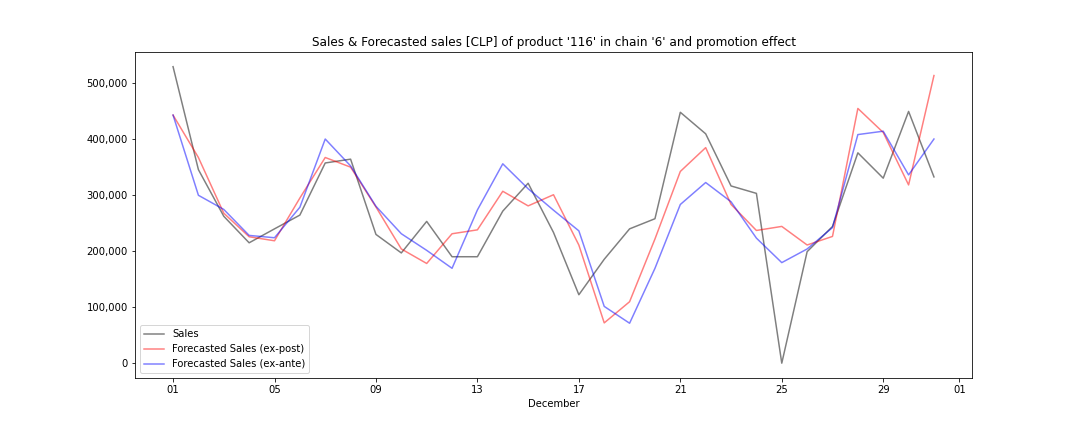 Sales & Forecasted sales [CLP] of product '116' in chain '6' and promotion effect
500,000
400,000
300,000
200,000
100,000
0
Sales
Forecasted Sales (ex-post)
Forecasted Sales (ex-ante)
01 05 09 13 17 21 25 29 01
December